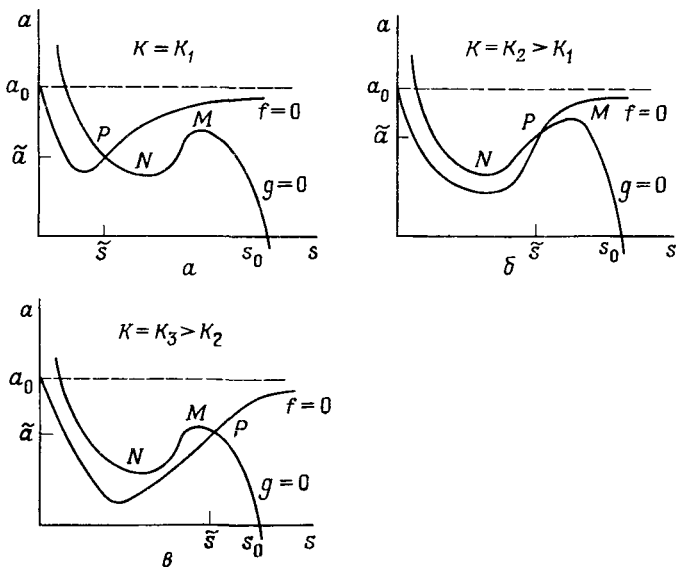 a
K = K₁
a₀
P
f = 0
M
ã
N
g = 0
s̃
s₀
s
а
a
K = K₂ > K₁
a₀
P
M
f = 0
ã
N
g = 0
s̃
s₀
s
б
a
K = K₃ > K₂
a₀
f = 0
M
P
ã
N
g = 0
s̃
s₀
s
в